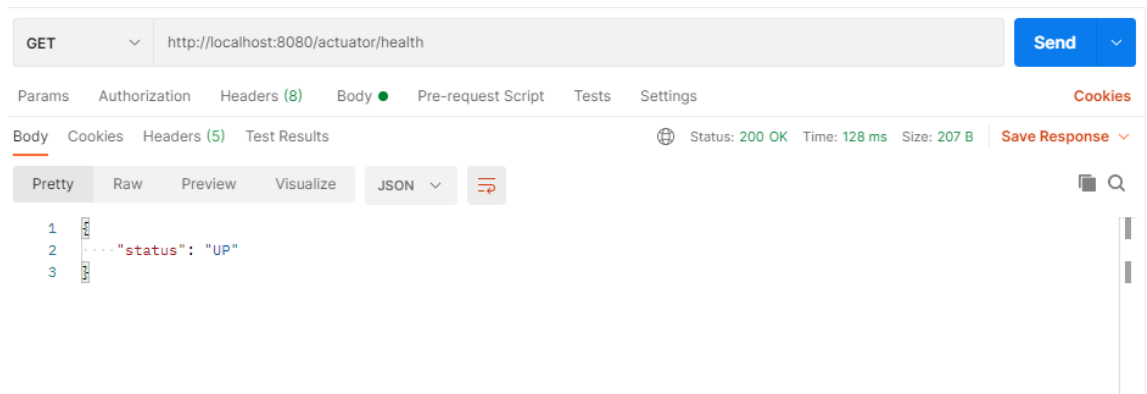 GET http://localhost:8080/actuator/health Send
Params Authorization Headers (8) Body Pre-request Script Tests Settings Cookies
Body Cookies Headers (5) Test Results Status: 200 OK Time: 128 ms Size: 207 B Save Response
Pretty Raw Preview Visualize JSON
1 {
2 ····"status": "UP"
3 }